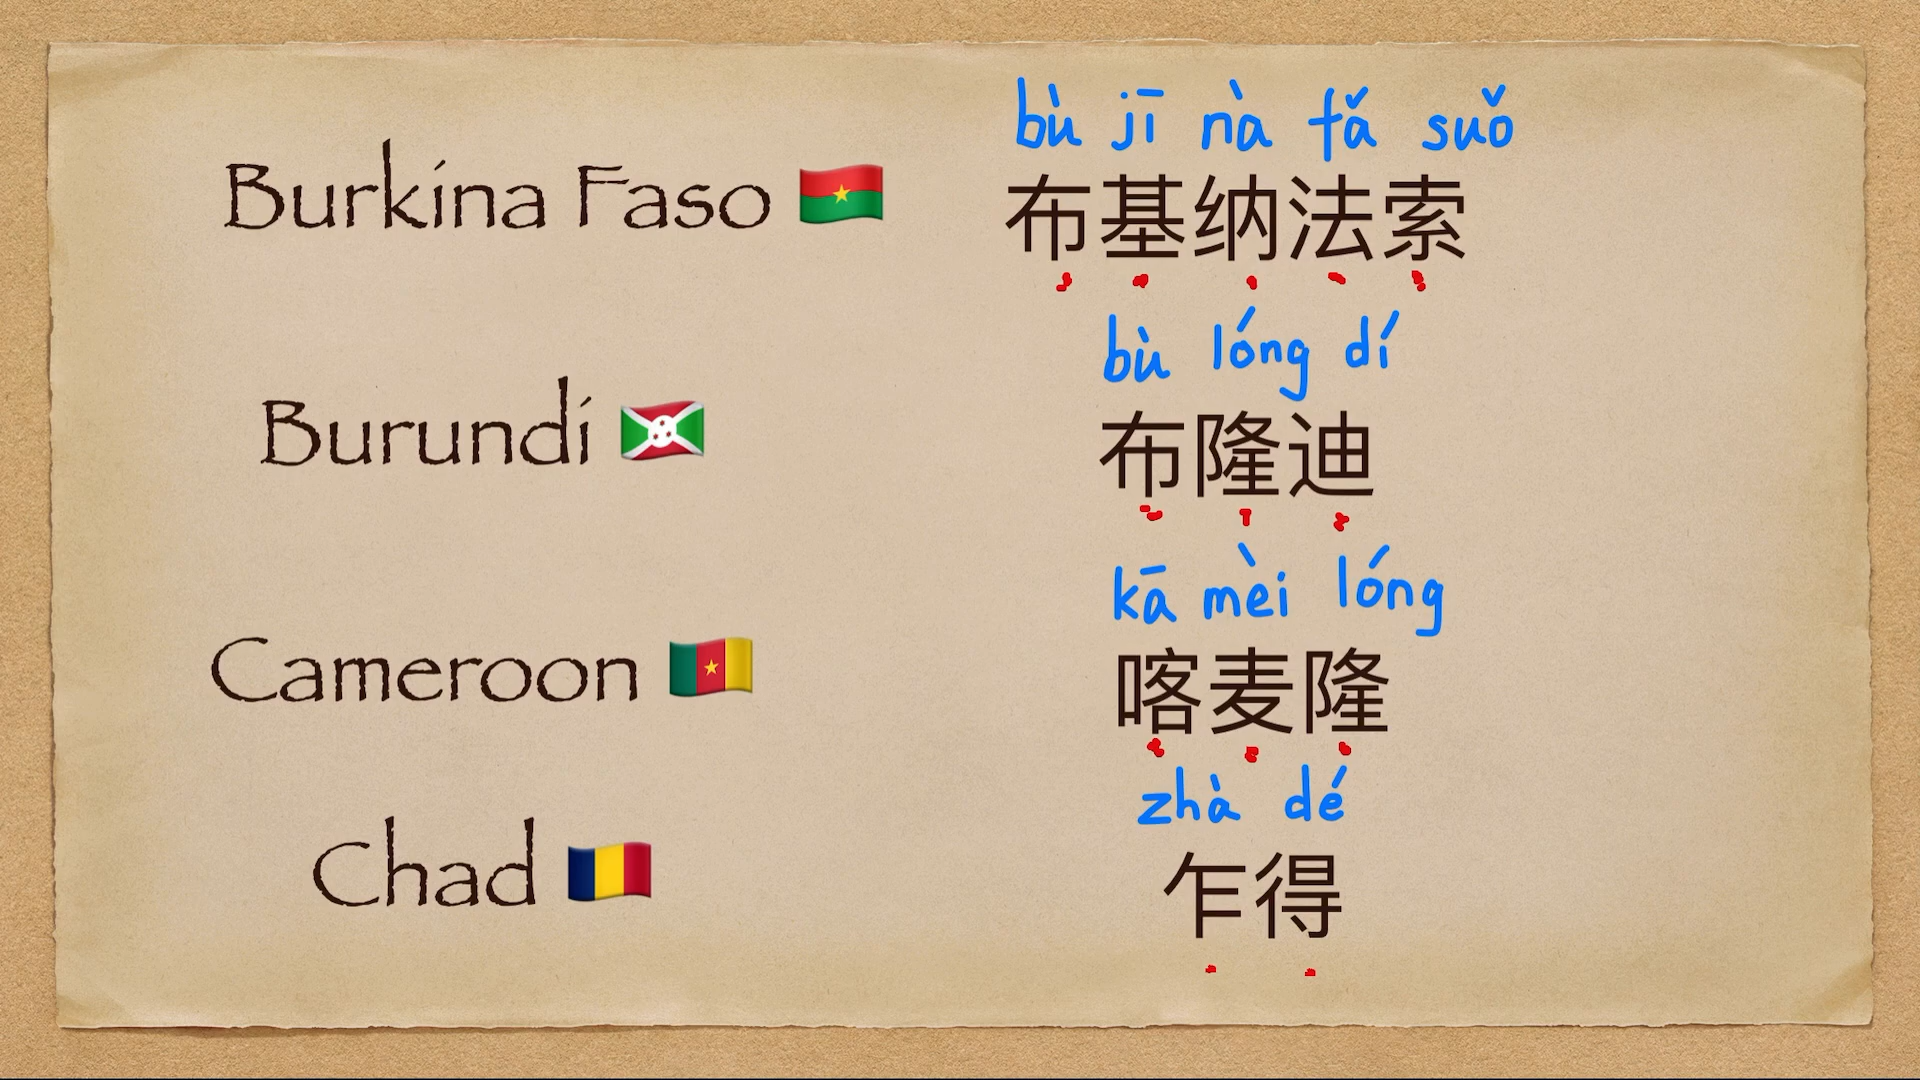 bù jī nà fǎ suǒ
Burkina Faso 🇧🇫 布基纳法索
bù lóng dí
Burundi 🇧🇮 布隆迪
kā mèi lóng
Cameroon 🇨🇲 喀麦隆
zhà dé
Chad 🇹🇩 乍得